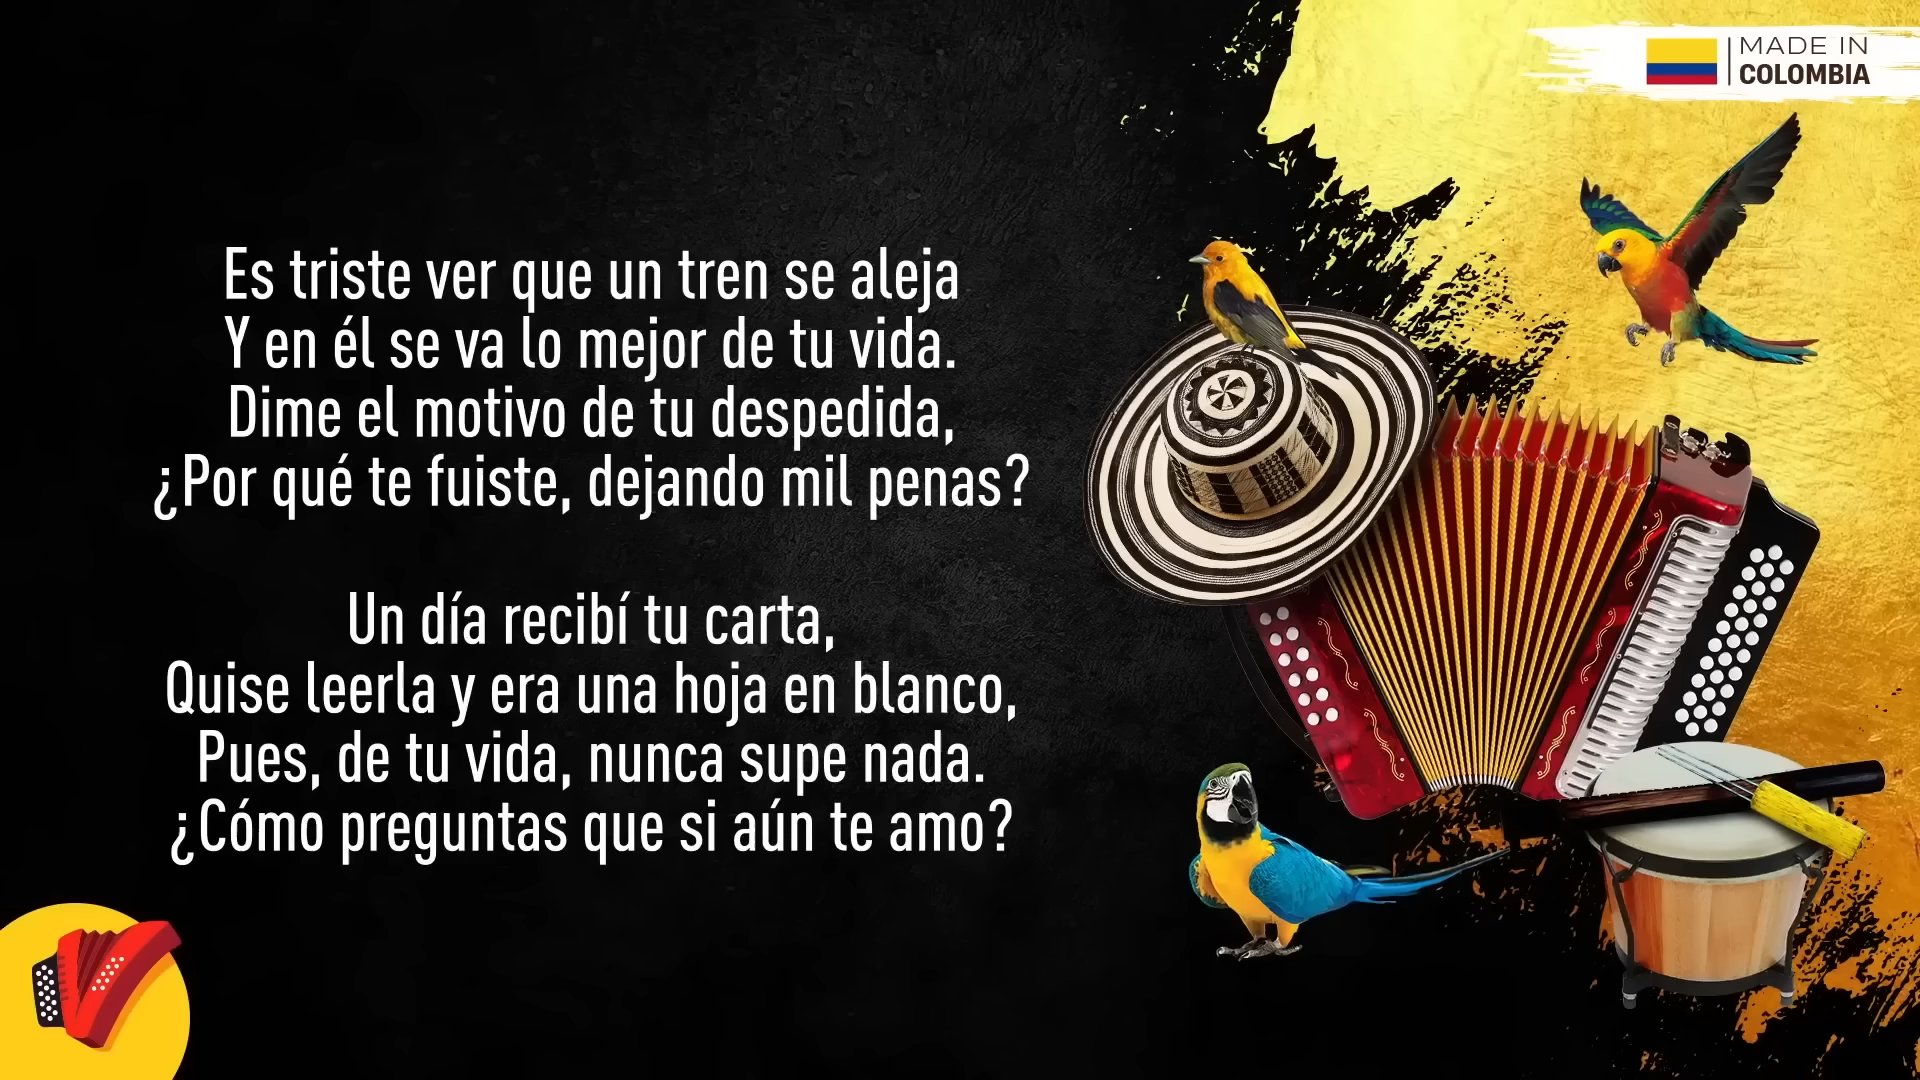 MADE IN
COLOMBIA
Es triste ver que un tren se aleja
Y en él se va lo mejor de tu vida.
Dime el motivo de tu despedida,
¿Por qué te fuiste, dejando mil penas?
Un día recibí tu carta,
Quise leerla y era una hoja en blanco,
Pues, de tu vida, nunca supe nada.
¿Cómo preguntas que si aún te amo?